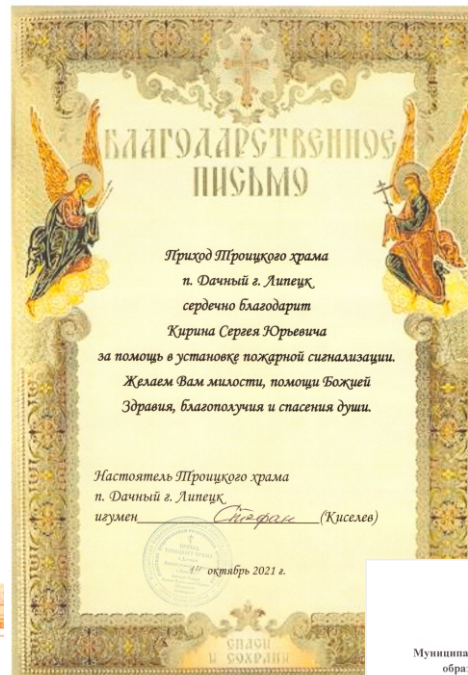 БЛАГОДАРСТВЕННОЕ
ПИСЬМО
Приход Троицкого храма
п. Дачный г. Липецк
сердечно благодарит
Кирина Сергея Юрьевича
за помощь в установке пожарной сигнализации.
Желаем Вам милости, помощи Божией
Здравия, благополучия и спасения души.
Настоятель Троицкого храма
п. Дачный г. Липецк
игумен Стефан (Киселев)
14 октябрь 2021 г.
СПАСИ
И СОХРАНИ
Муниципа
обра